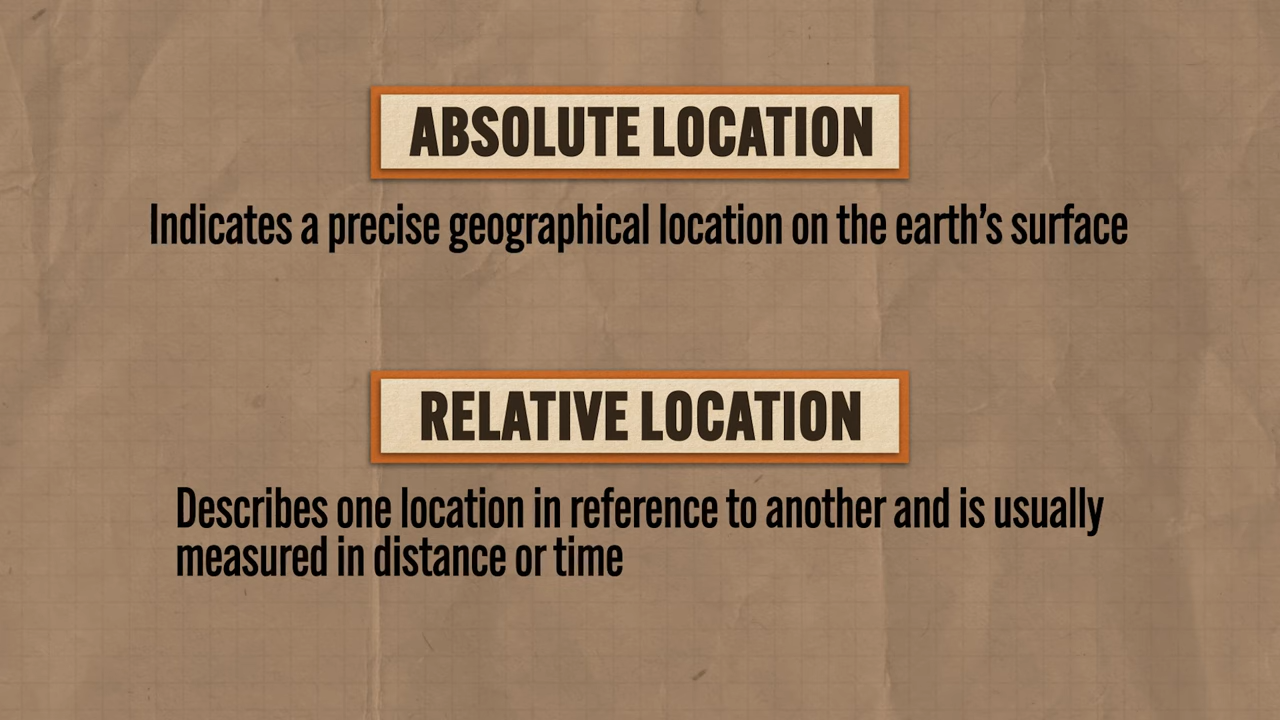 ABSOLUTE LOCATION
Indicates a precise geographical location on the earth’s surface
RELATIVE LOCATION
Describes one location in reference to another and is usually
measured in distance or time